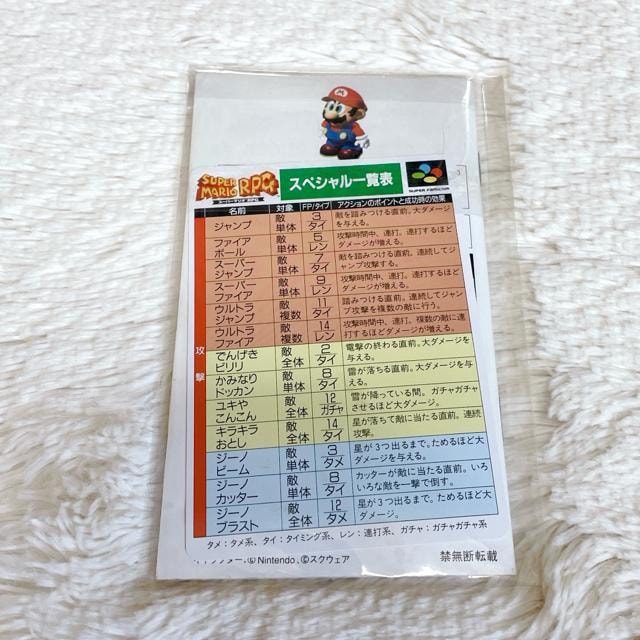 SUPER MARIO RPG
スーパーマリオRPG
スペシャル一覧表
SUPER FAMICOM
名前 対象 FP/タイプ アクションのポイントと成功時の効果
攻撃
ジャンプ 敵単体 3 タイ 敵を踏みつける直前。大ダメージ
を与える。
ファイア
ボール 敵単体 5 レン 攻撃時間中、連打。連打するほど
ダメージが増える。
スーパー
ジャンプ 敵単体 7 タイ 敵を踏みつける直前。連続してジ
ャンプ攻撃する。
スーパー
ファイア 敵単体 9 レン 攻撃時間中、連打。連打するほど
ダメージが増える。
ウルトラ
ジャンプ 敵複数 11 タイ 踏みつける直前。連続してジャン
プ攻撃を複数の敵に行う。
ウルトラ
ファイア 敵複数 14 レン 攻撃時間中、連打。複数の敵に連
打するほどダメージが増える。
でんげき
ビリリ 敵全体 2 タイ 電撃の終わる直前。大ダメージを
与える。
かみなり
ドッカン 敵全体 8 タイ 雷が落ちる直前。大ダメージを与
える。
ユキや
こんこん 敵全体 12 ガチャ 雪が降っている間。ガチャガチャ
させるほど大ダメージ。
キラキラ
おとし 敵全体 14 タイ 星が落ちて敵に当たる直前。連続
攻撃。
ジーノ
ビーム 敵単体 3 タメ 星が3つ出るまで。ためるほど大
ダメージを与える。
ジーノ
カッター 敵単体 8 タイ カッターが敵に当たる直前。いろ
いろな敵を一撃で倒す。
ジーノ
ブラスト 敵全体 12 タメ 星が3つ出るまで。ためるほど大
ダメージ。
タメ：タメ系、タイ：タイミング系、レン：連打系、ガチャ：ガチャガチャ系
Nintendo、©スクウェア 禁無断転載